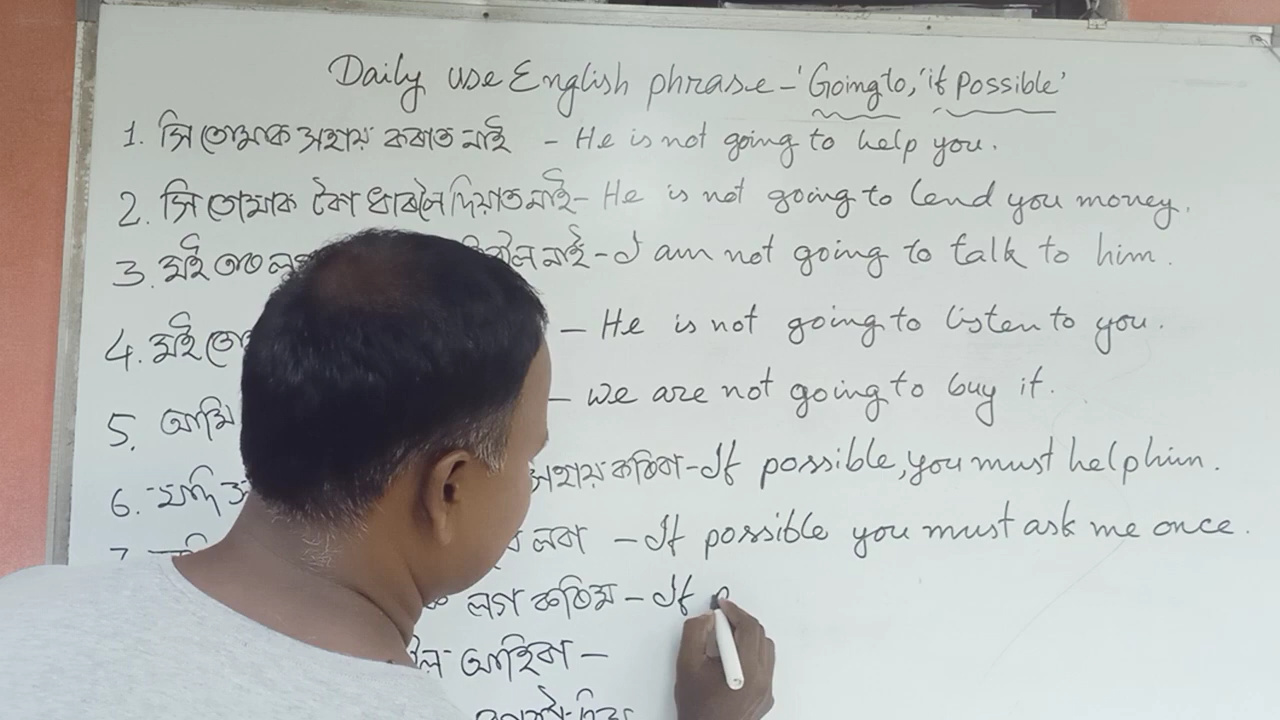 Daily use English phrase - 'Going to', 'if Possible'
1. সি তোমাক সহায় কৰাত নাই - He is not going to help you.
2. সি তোমাক টকা ধাৰলৈ দিয়াত নাই - He is not going to lend you money.
3. মই তাৰ নাই - I am not going to talk to him.
4. মই - He is not going to listen to you.
5. আমি - we are not going to buy it.
6. যদি সহায় কৰিবা - If possible, you must help him.
7. লবা - If possible you must ask me once.
লগ কৰিম - If
আহিবা -